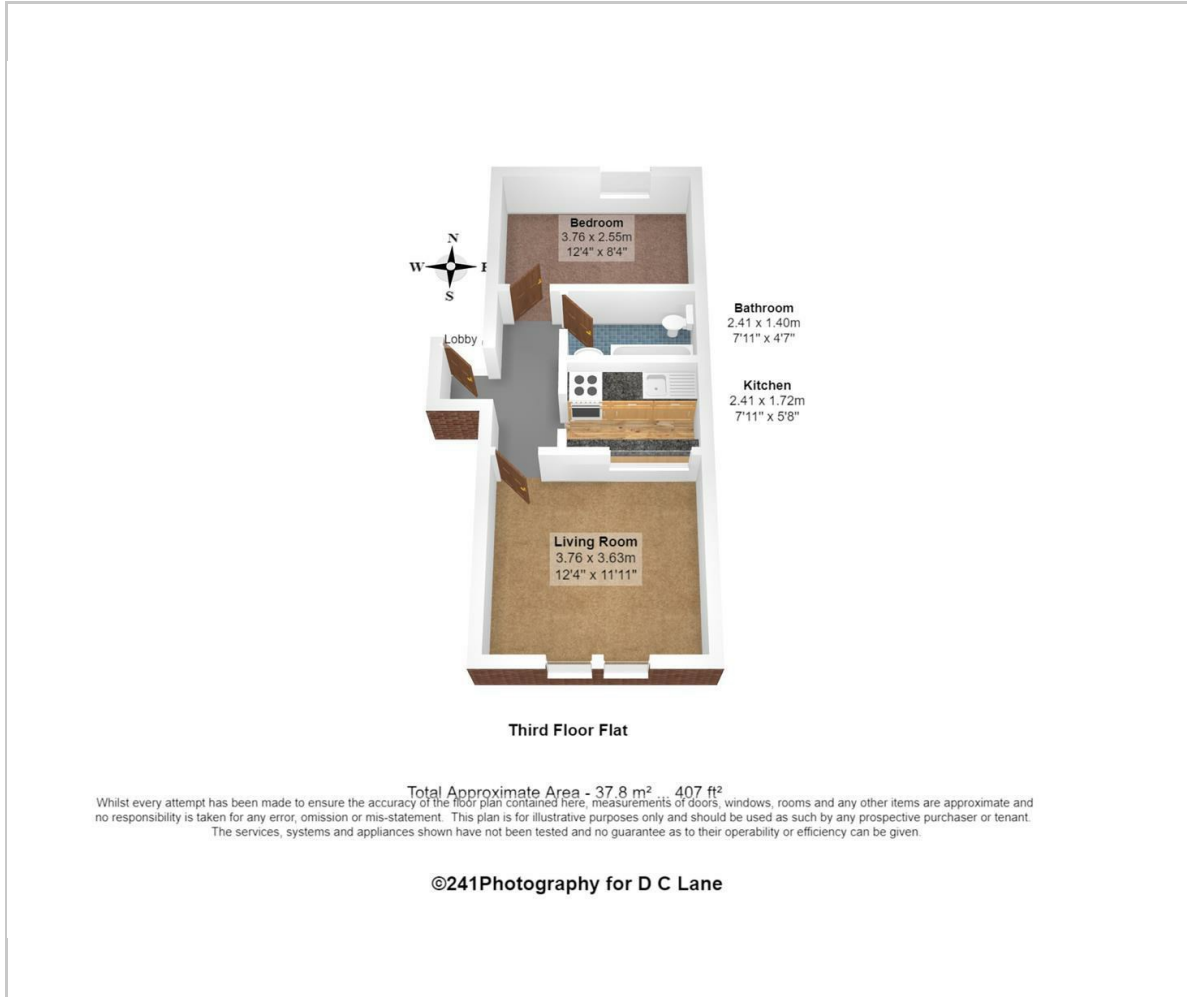 Bedroom
3.76 x 2.55m
12'4" x 8'4"
N
W
S
Lobby
Bathroom
2.41 x 1.40m
7'11" x 4'7"
Kitchen
2.41 x 1.72m
7'11" x 5'8"
Living Room
3.76 x 3.63m
12'4" x 11'11"
Third Floor Flat
Total Approximate Area - 37.8 m² ... 407 ft²
Whilst every attempt has been made to ensure the accuracy of the floor plan contained here, measurements of doors, windows, rooms and any other items are approximate and
no responsibility is taken for any error, omission or mis-statement. This plan is for illustrative purposes only and should be used as such by any prospective purchaser or tenant.
The services, systems and appliances shown have not been tested and no guarantee as to their operability or efficiency can be given.
©241Photography for D C Lane